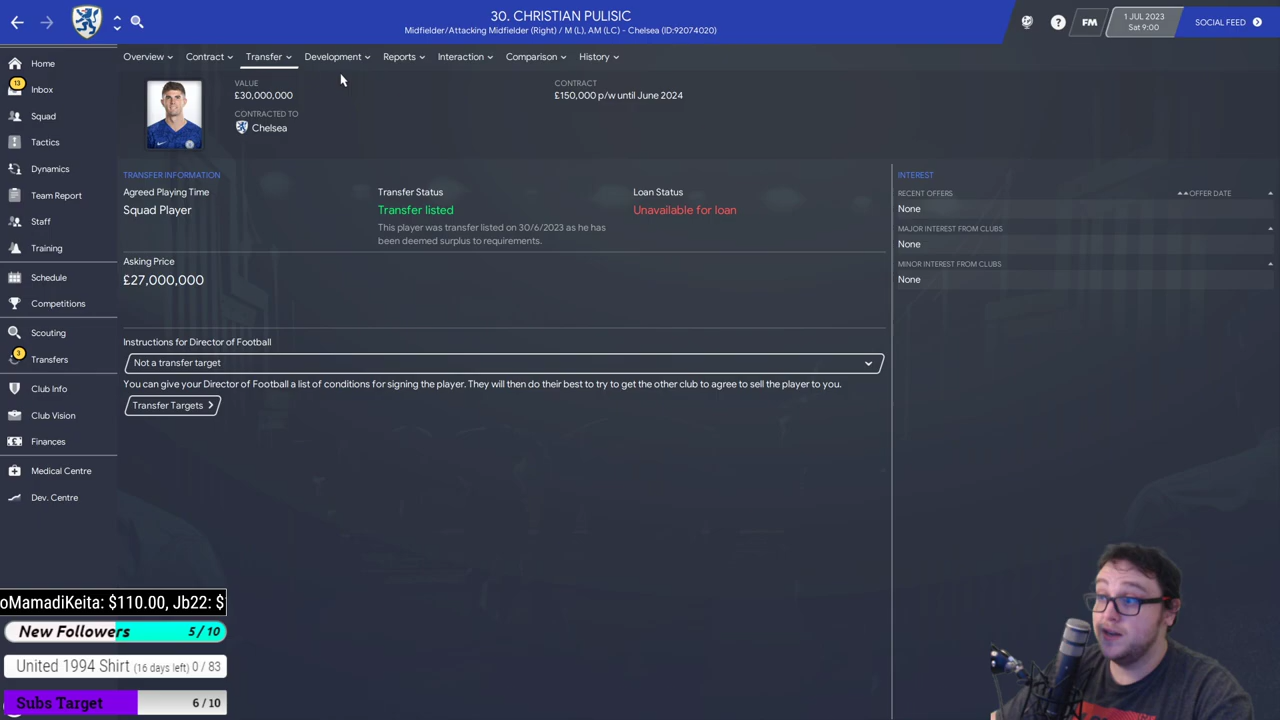 30. CHRISTIAN PULISIC
Midfielder/Attacking Midfielder (Right) / M (L), AM (LC) - Chelsea (ID:92074020)
FM
1 JUL 2023
Sat 9:00
SOCIAL FEED
Overview
Contract
Transfer
Development
Reports
Interaction
Comparison
History
Home
13
Inbox
Squad
Tactics
Dynamics
Team Report
Staff
Training
Schedule
Competitions
Scouting
3
Transfers
Club Info
Club Vision
Finances
Medical Centre
Dev. Centre
VALUE
£30,000,000
CONTRACTED TO
Chelsea
CONTRACT
£150,000 p/w until June 2024
TRANSFER INFORMATION
Agreed Playing Time
Squad Player
Transfer Status
Transfer listed
This player was transfer listed on 30/6/2023 as he has
been deemed surplus to requirements.
Loan Status
Unavailable for loan
Asking Price
£27,000,000
Instructions for Director of Football
Not a transfer target
You can give your Director of Football a list of conditions for signing the player. They will then do their best to try to get the other club to agree to sell the player to you.
Transfer Targets
INTEREST
RECENT OFFERS
OFFER DATE
None
MAJOR INTEREST FROM CLUBS
None
MINOR INTEREST FROM CLUBS
None
oMamadiKeita: $110.00, Jb22: $
New Followers 5 / 10
United 1994 Shirt (16 days left) 0 / 83
Subs Target 6 / 10